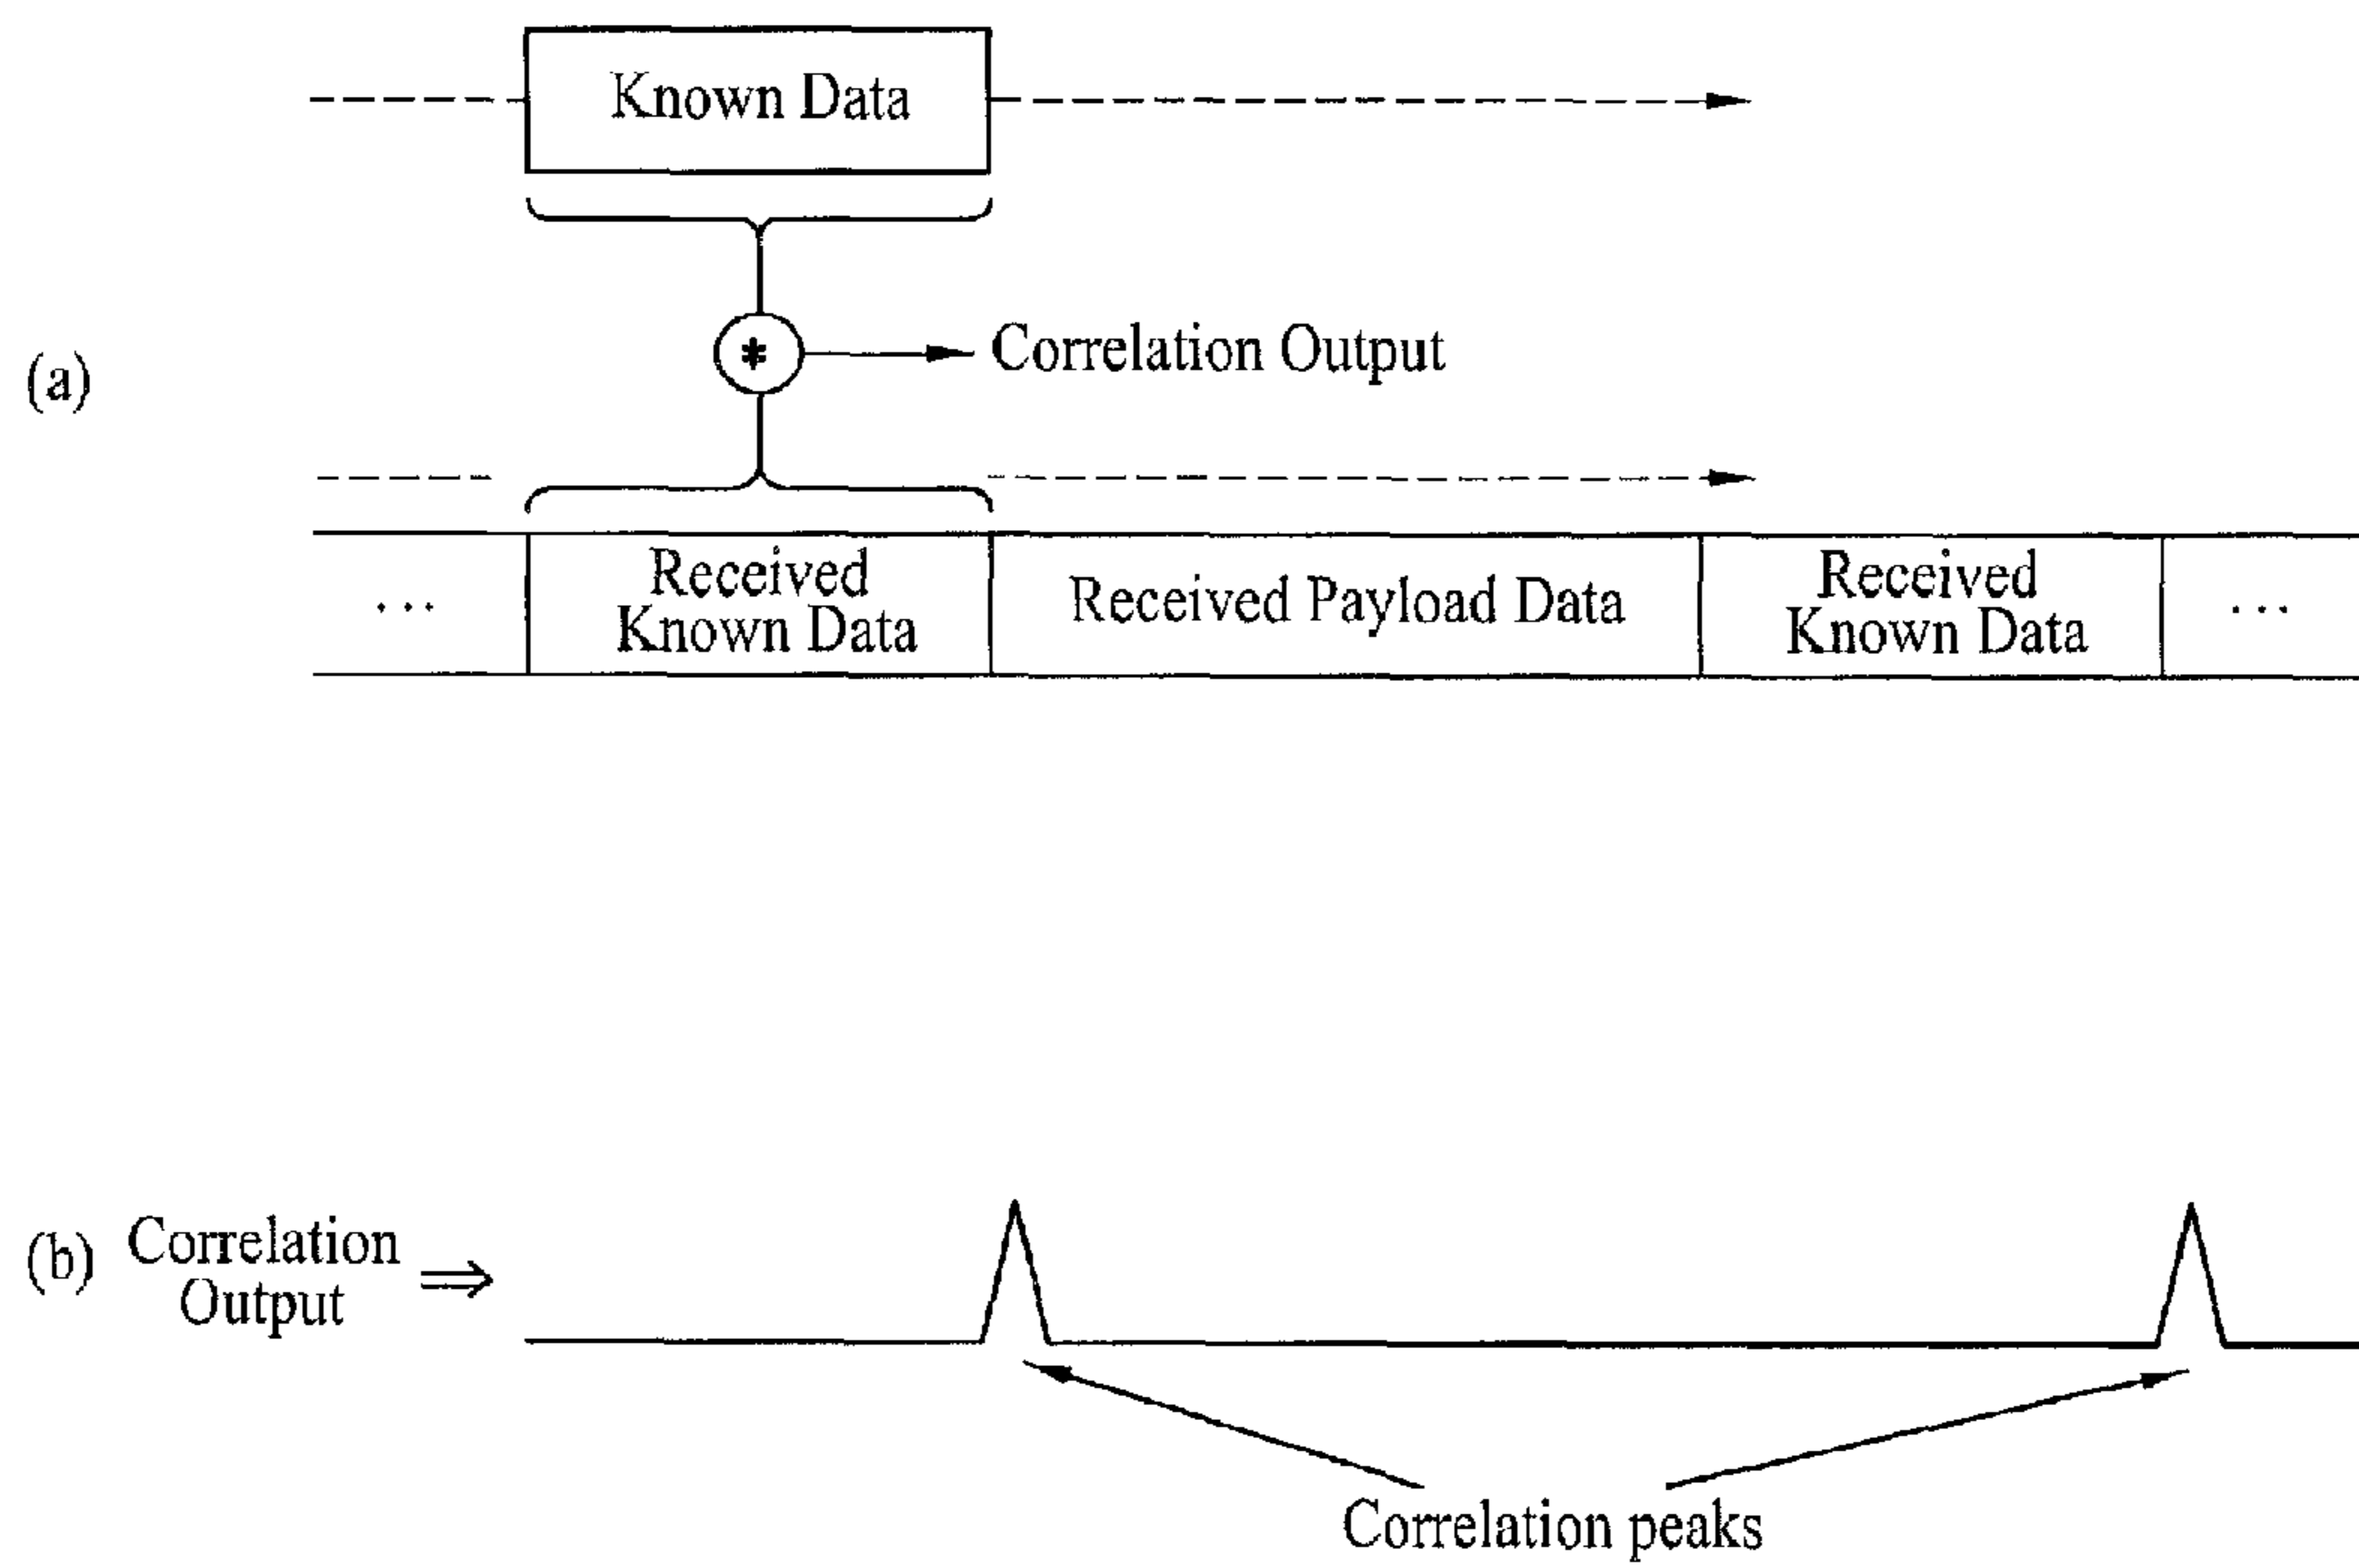 Known Data
*
Correlation Output
(a)
Received
Known Data
Received Payload Data
Received
Known Data
...
...
(b)
Correlation
Output
Correlation peaks